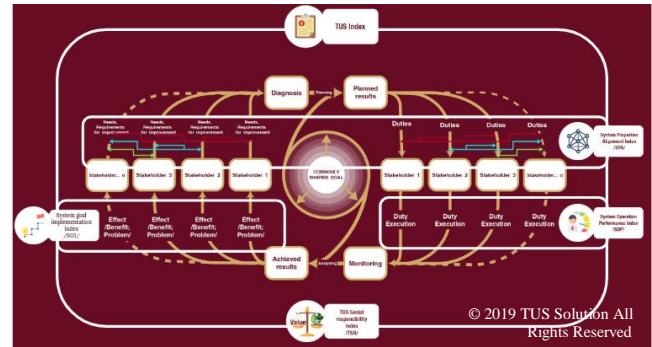 TUS Index
Diagnosis
Planning
Planned
results
Needs,
Requirements
for Improvement
Needs,
Requirements
for Improvement
Needs,
Requirements
for Improvement
Needs,
Requirements
for Improvement
Duties
Duties
Duties
Duties
System Properties
Alignment Index
Stakeholder... n
Stakeholder 3
Stakeholder 2
Stakeholder 1
COMMONLY
SHARED GOAL
Stakeholder 1
Stakeholder 2
Stakeholder 3
Stakeholder... n
System goal
implementation
index
/SGI/
Effect
/Benefit;
Problem/
Effect
/Benefit;
Problem/
Effect
/Benefit;
Problem/
Effect
/Benefit;
Problem/
Duty
Execution
Duty
Execution
Duty
Execution
Duty
Execution
System Operation
Performance Index
/SOP/
Achieved
results
Analyzing
Monitoring
Value
TUS Social
responsibility
Index
/TSR/
© 2019 TUS Solution All
Rights Reserved